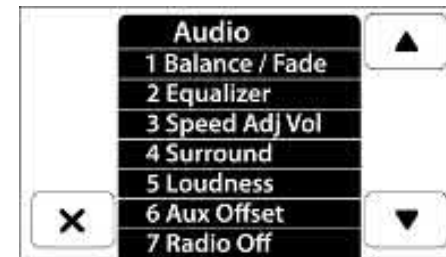 Audio
1 Balance / Fade
2 Equalizer
3 Speed Adj Vol
4 Surround
5 Loudness
6 Aux Offset
7 Radio Off